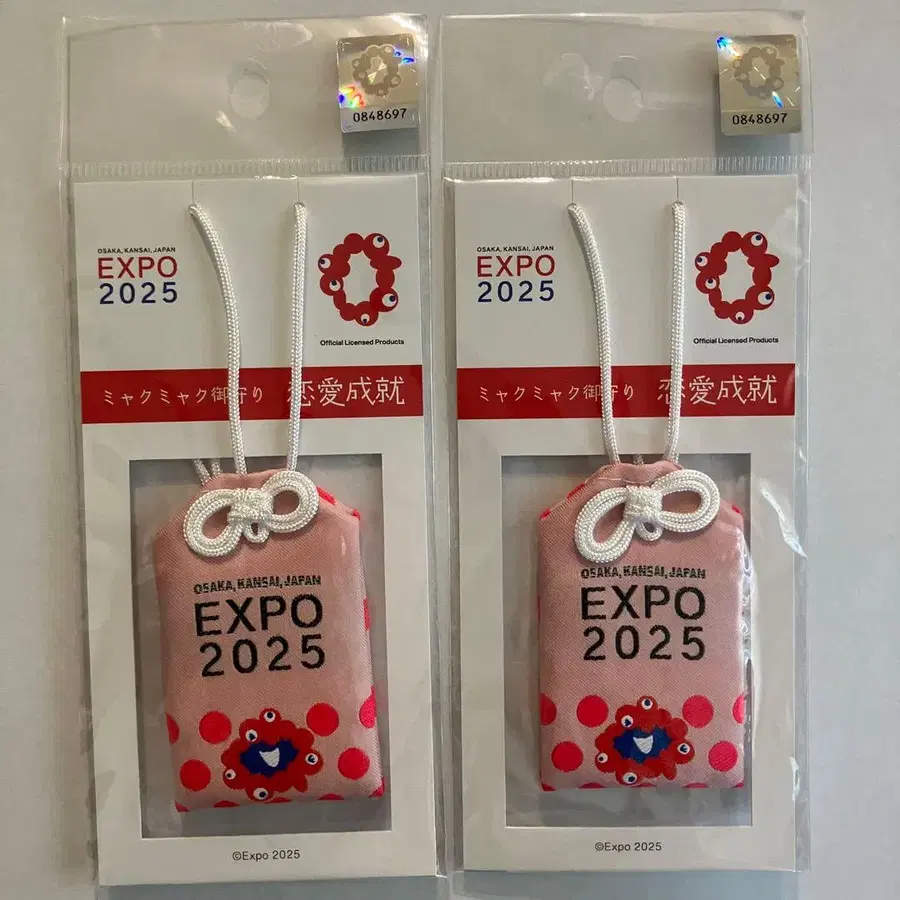 0848697
OSAKA, KANSAI, JAPAN
EXPO
2025
Official Licensed Products
ミャクミャク御守り 恋愛成就
OSAKA, KANSAI, JAPAN
EXPO
2025
©Expo 2025
0848697
OSAKA, KANSAI, JAPAN
EXPO
2025
Official Licensed Products
ミャクミャク御守り 恋愛成就
OSAKA, KANSAI, JAPAN
EXPO
2025
©Expo 2025